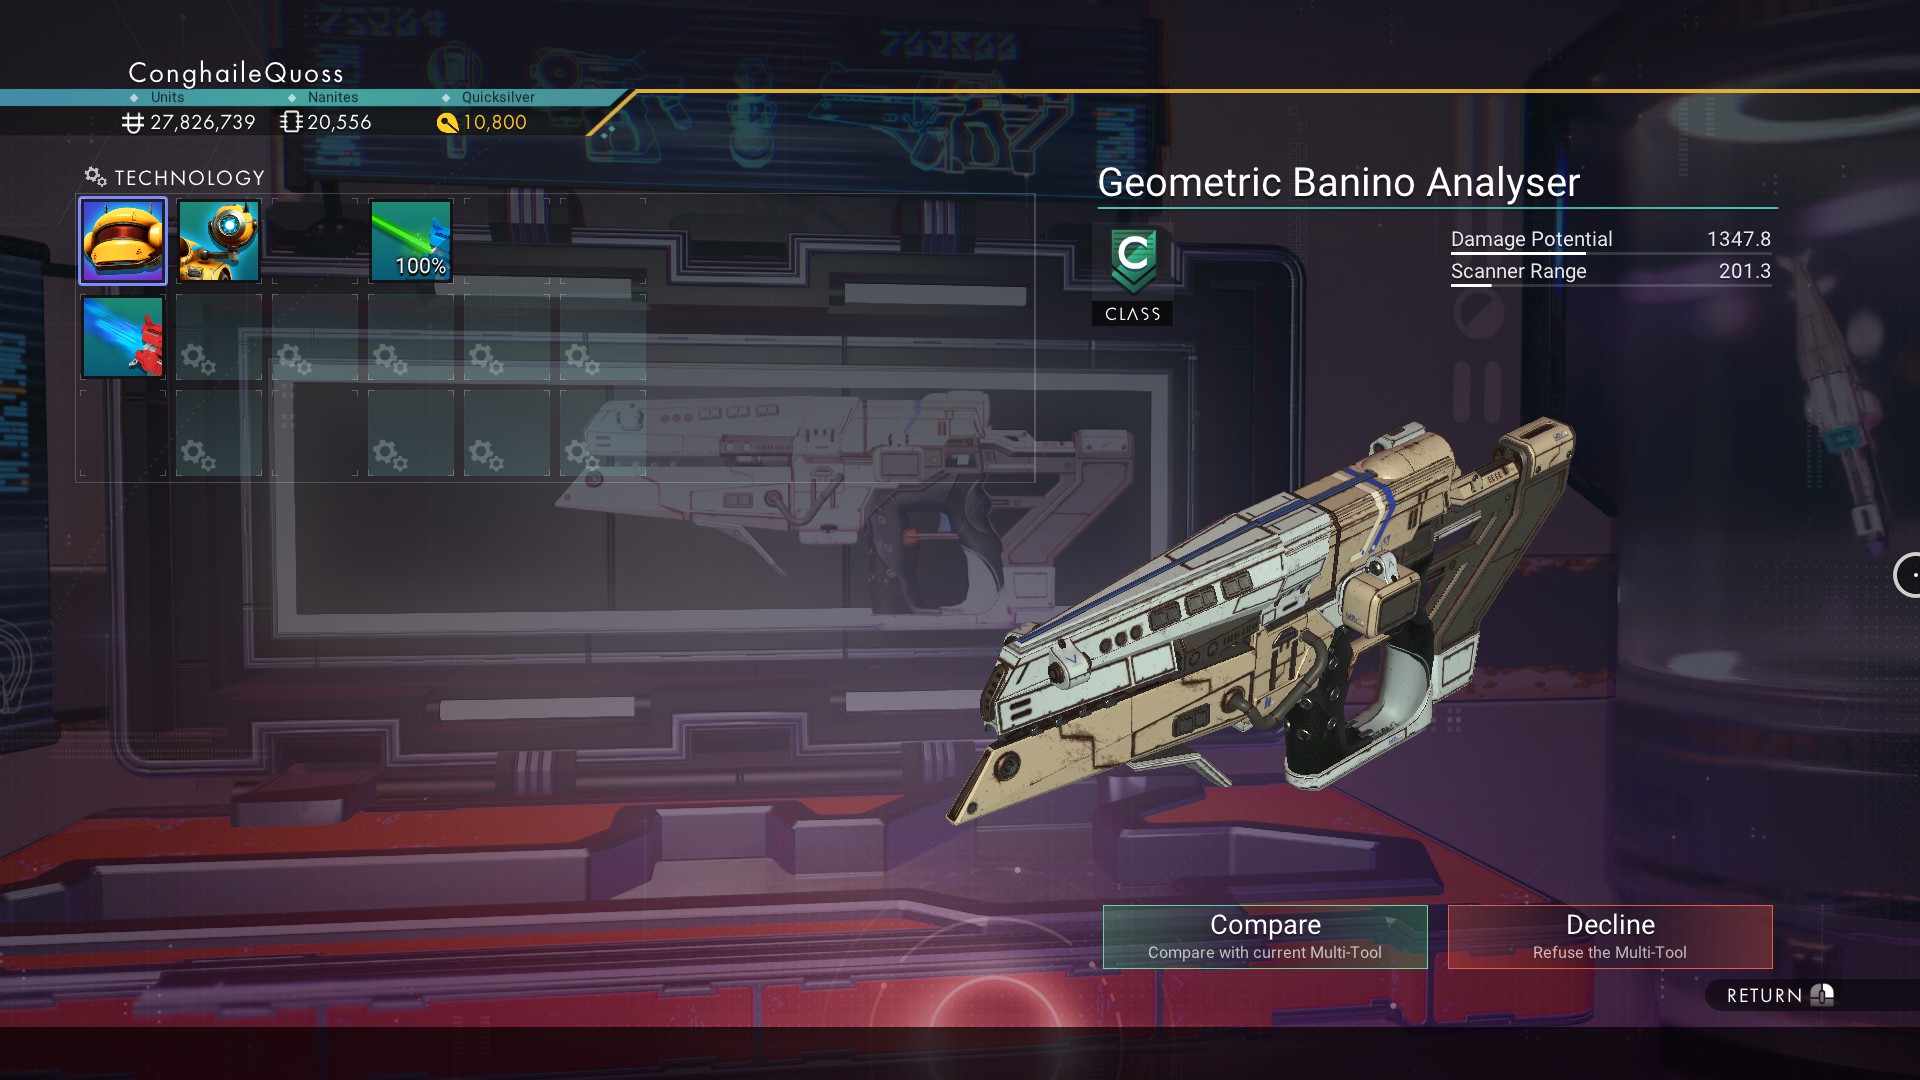 ConghaileQuoss
Units Nanites Quicksilver
27,826,739 20,556 10,800
TECHNOLOGY
100%
Geometric Banino Analyser
C
CLASS
Damage Potential 1347.8
Scanner Range 201.3
Compare
Compare with current Multi-Tool
Decline
Refuse the Multi-Tool
RETURN